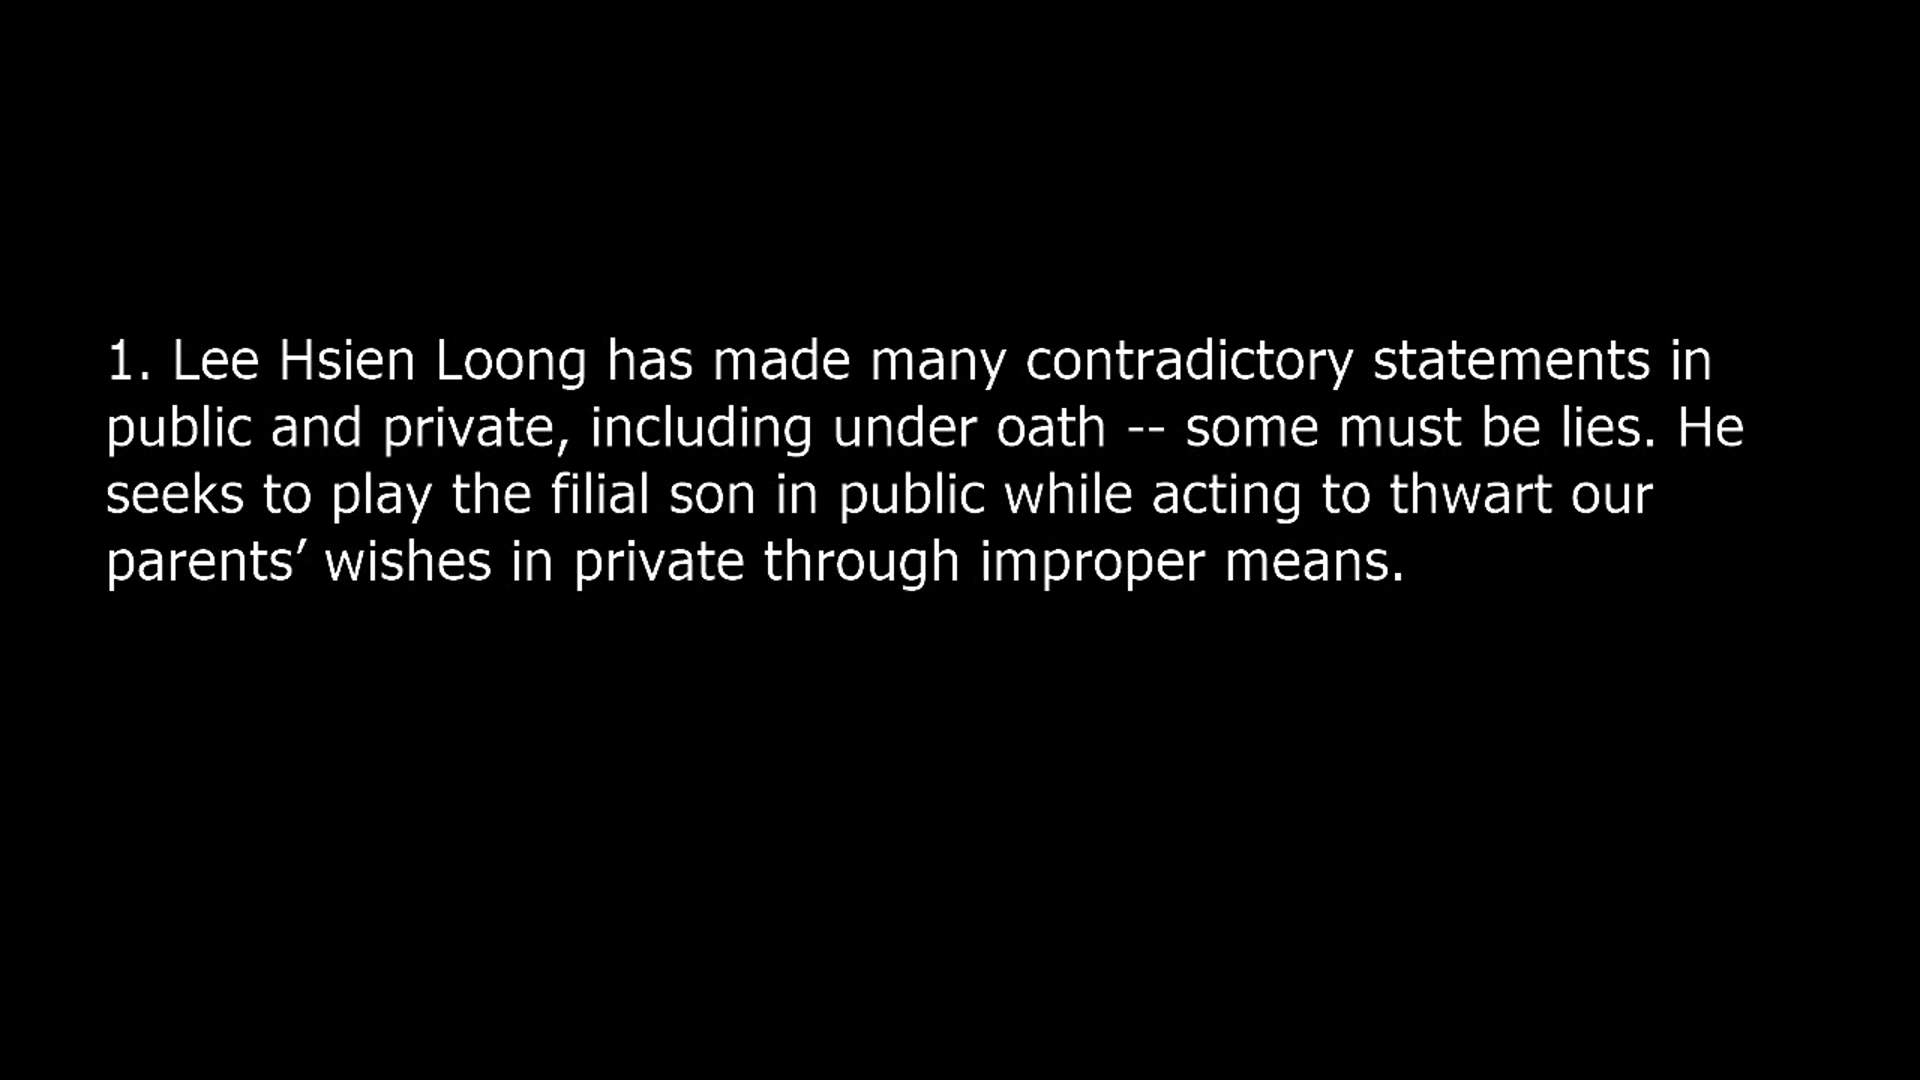 1. Lee Hsien Loong has made many contradictory statements in
public and private, including under oath -- some must be lies. He
seeks to play the filial son in public while acting to thwart our
parents’ wishes in private through improper means.